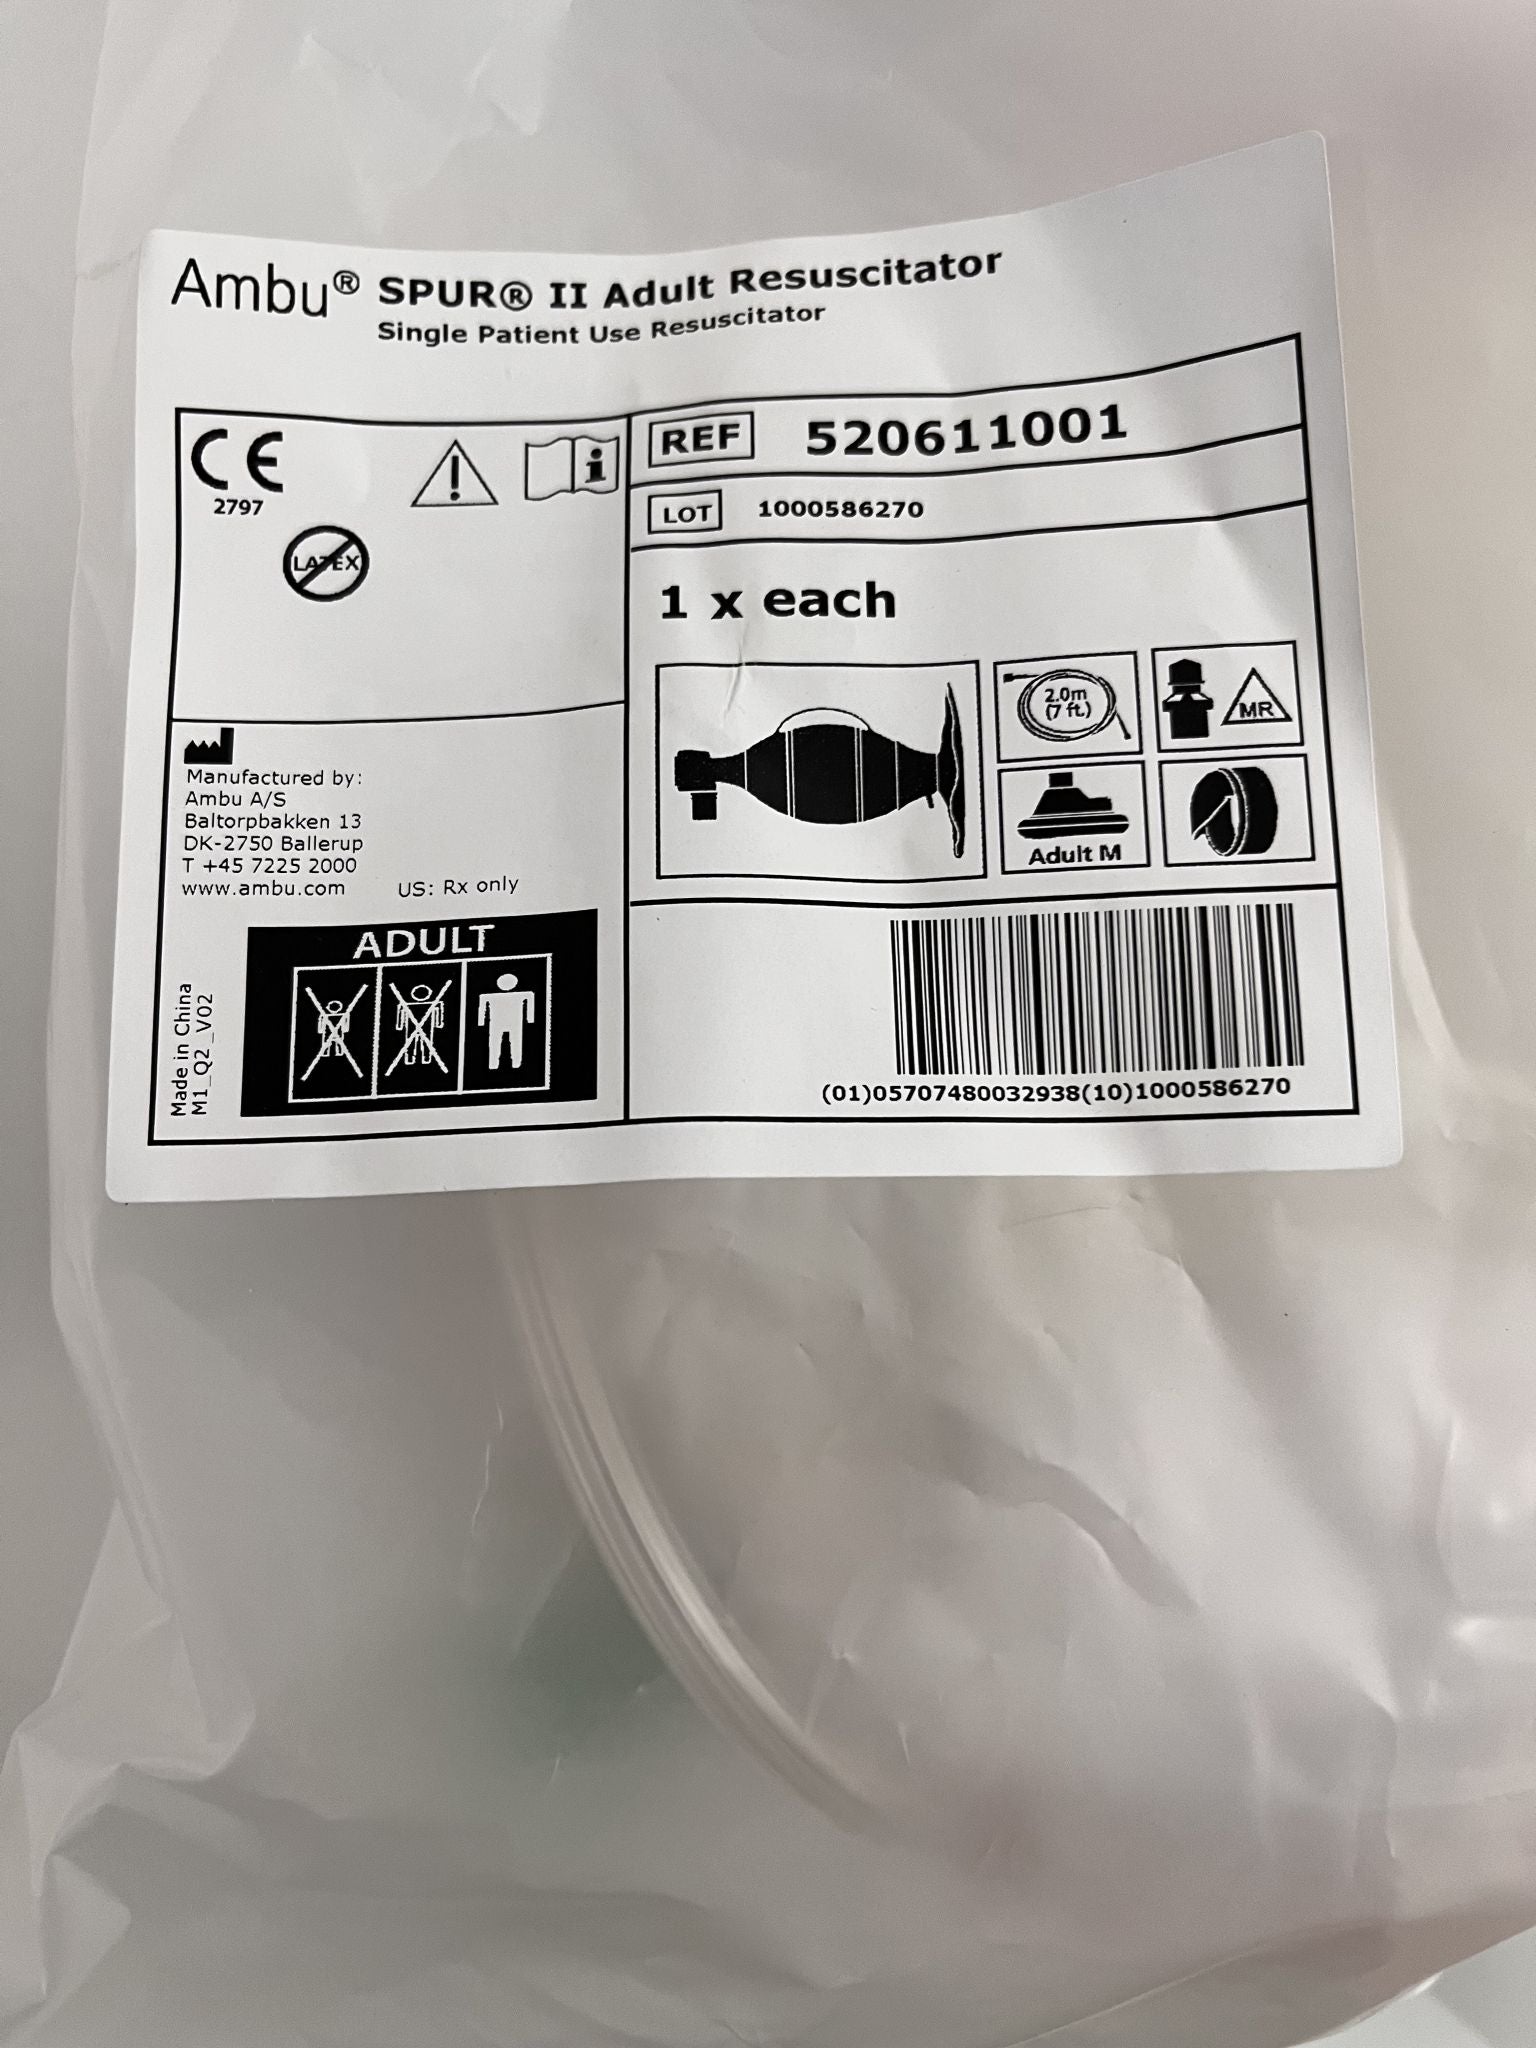 Ambu® SPUR® II Adult Resuscitator
Single Patient Use Resuscitator
CE
2797
LATEX
REF 520611001
LOT 1000586270
1 x each
2.0m
(7 ft.)
MR
Adult M
Manufactured by:
Ambu A/S
Baltorpbakken 13
DK-2750 Ballerup
T +45 7225 2000
www.ambu.com US: Rx only
ADULT
Made in China
M1_Q2_V02
(01)05707480032938(10)1000586270